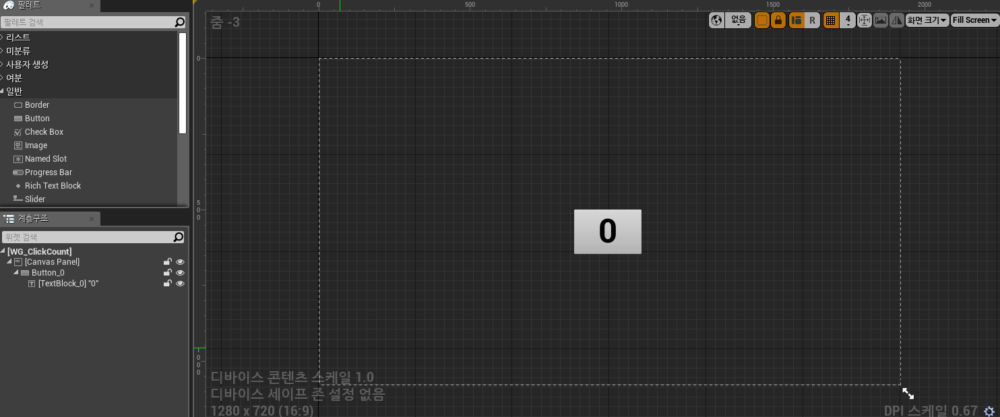 팔레트
팔레트 검색
리스트
미분류
사용자 생성
여분
일반
Border
Button
Check Box
Image
Named Slot
Progress Bar
Rich Text Block
Slider
계층구조
위젯 검색
[WG_ClickCount]
[Canvas Panel]
Button_0
[TextBlock_0] "0"
0 500 1000 1500 2000
줌 -3
없음 R 4 화면 크기 Fill Screen
0
500
1000
0
디바이스 콘텐츠 스케일 1.0
디바이스 세이프 존 설정 없음
1280 x 720 (16:9)
DPI 스케일 0.67